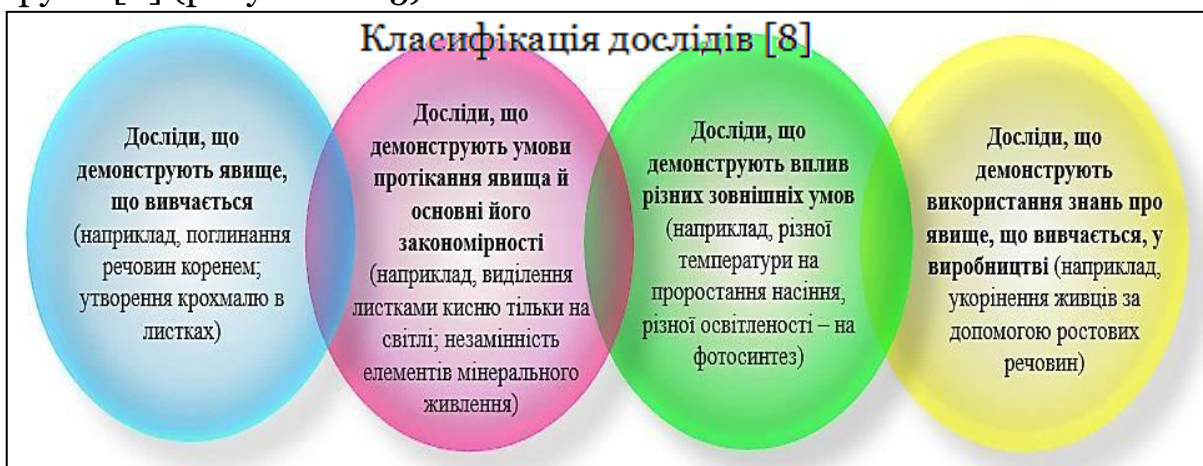 Класифікація дослідів [8]
Досліди, що
демонструють явище,
що вивчається
(наприклад, поглинання
речовин коренем;
утворення крохмалю в
листках)
Досліди, що
демонструють умови
протікання явища й
основні його
закономірності
(наприклад, виділення
листками кисню тільки на
світлі; незамінність
елементів мінерального
живлення)
Досліди, що
демонструють вплив
різних зовнішніх умов
(наприклад, різної
температури на
проростання насіння,
різної освітленості – на
фотосинтез)
Досліди, що
демонструють
використання знань про
явище, що вивчається, у
виробництві (наприклад,
укорінення живців за
допомогою ростових
речовин)